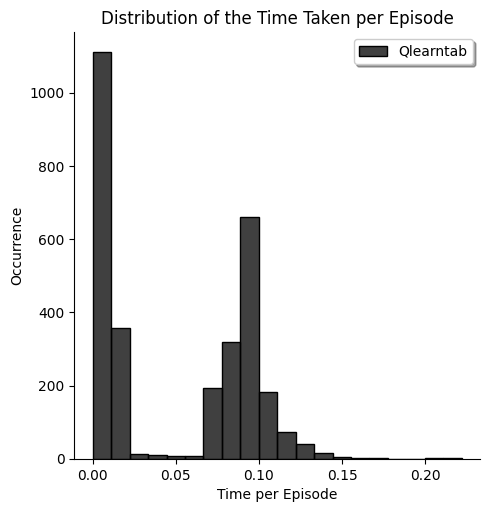 Distribution of the Time Taken per Episode
Qlearntab
1000
800
600
400
200
0
Occurrence
0.00 0.05 0.10 0.15 0.20
Time per Episode